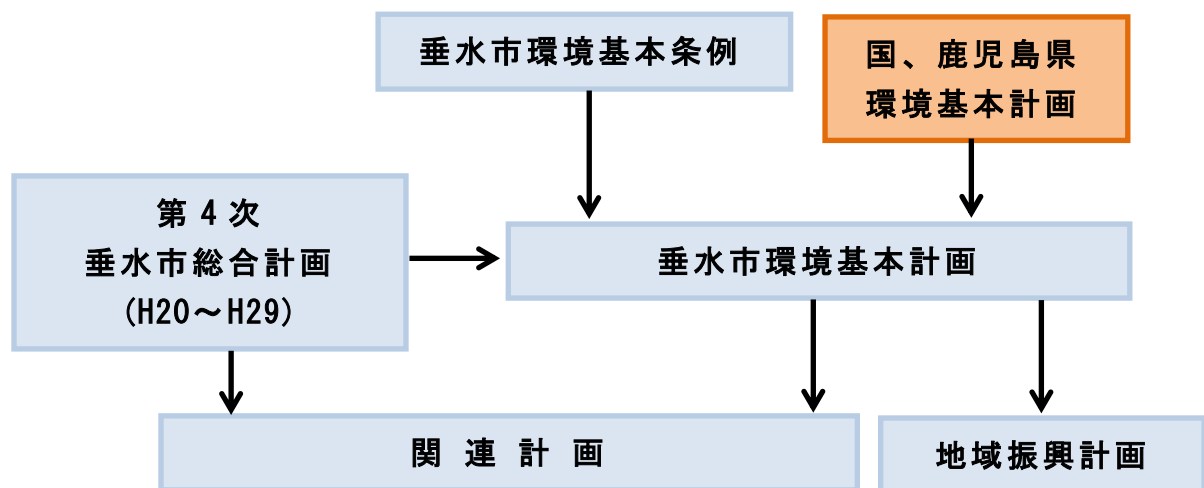 垂水市環境基本条例
国、鹿児島県
環境基本計画
第4次
垂水市総合計画
(H20～H29)
垂水市環境基本計画
関連計画
地域振興計画